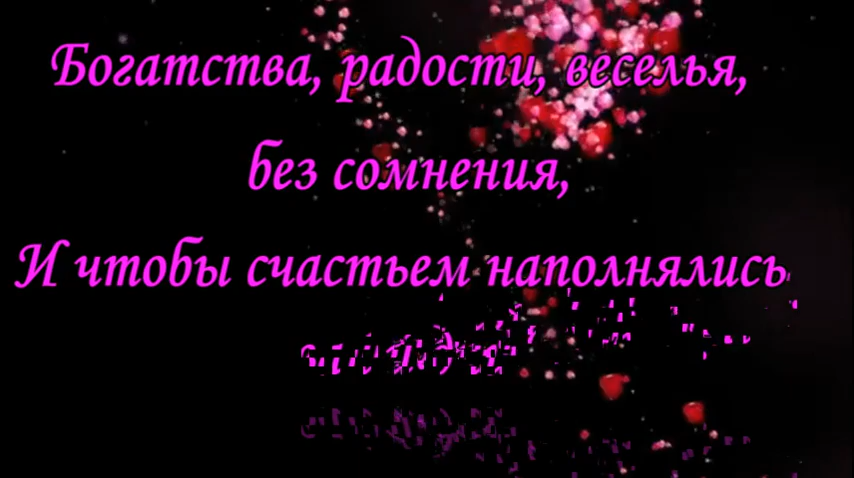 Богатства, радости, веселья,
без сомнения,
И чтобы счастьем наполнялись